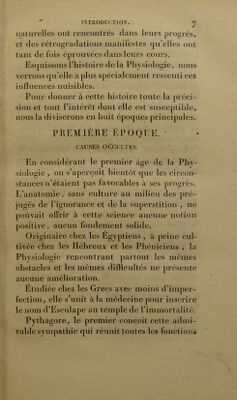 INTRODUCTION. 7
naturelles ont rencontrés dans leurs progrès,
et des rétrogradations manifestes qu'elles ont
tant de fois éprouvées dans leurs cours.
Esquissons l'histoire de la Physiologie, nous
verrons qu'elle a plus spécialement ressenti ces
influences nuisibles.
Pour donner à cette histoire toute la préci-
sion et tout l'intérêt dont elle est susceptible,
nous la diviserons en huit époques principales.
PREMIÈRE ÉPOQUE.
CAUSES OCCULTES.
En considérant le premier âge de la Phy-
siologie, on s'aperçoit bientôt que les circon-
stances n'étaient pas favorables à ses progrès.
L'anatomie, sans culture au milieu des pré-
jugés de l'ignorance et de la superstition, ne
pouvait offrir à cette science aucune notion
positive, aucun fondement solide.
Originaire chez les Égyptiens, à peine cul-
tivée chez les Hébreux et les Phéniciens, la
Physiologie rencontrant partout les mêmes
obstacles et les mêmes difficultés ne présente
aucune amélioration.
Étudiée chez les Grecs avec moins d'imper-
fection, elle s'unit à la médecine pour inscrire
le nom d'Esculape au temple de l'immortalité.
Pythagore, le premier conçoit cette admi-
rable sympathie qui réunit toutes les fonctions